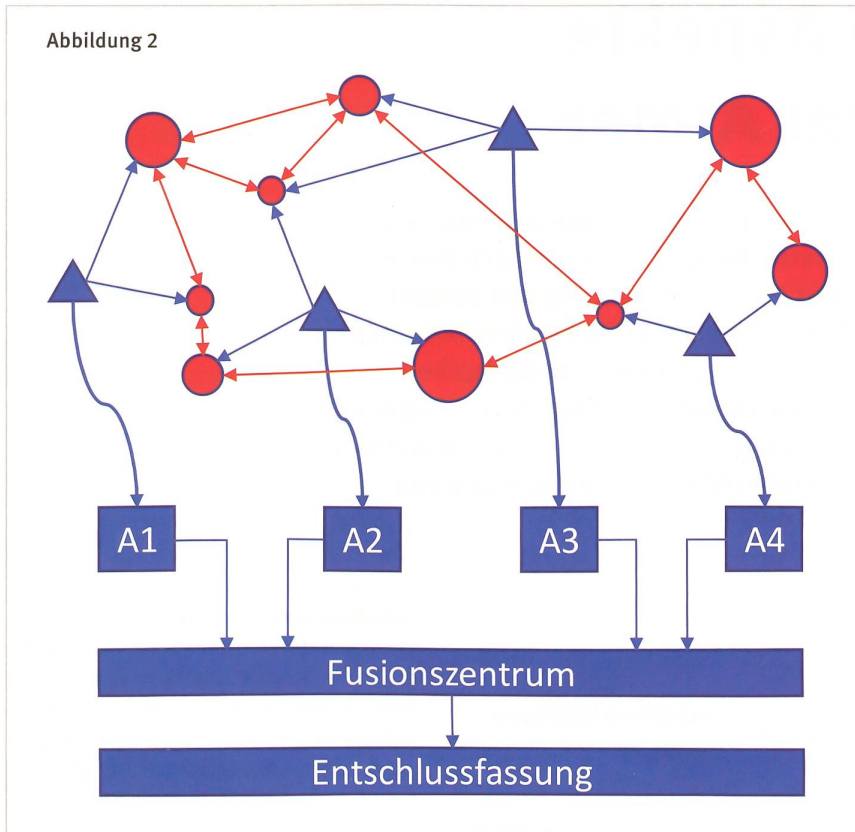 Abbildung 2
A1
A2
A3
A4
Fusionszentrum
Entschlussfassung